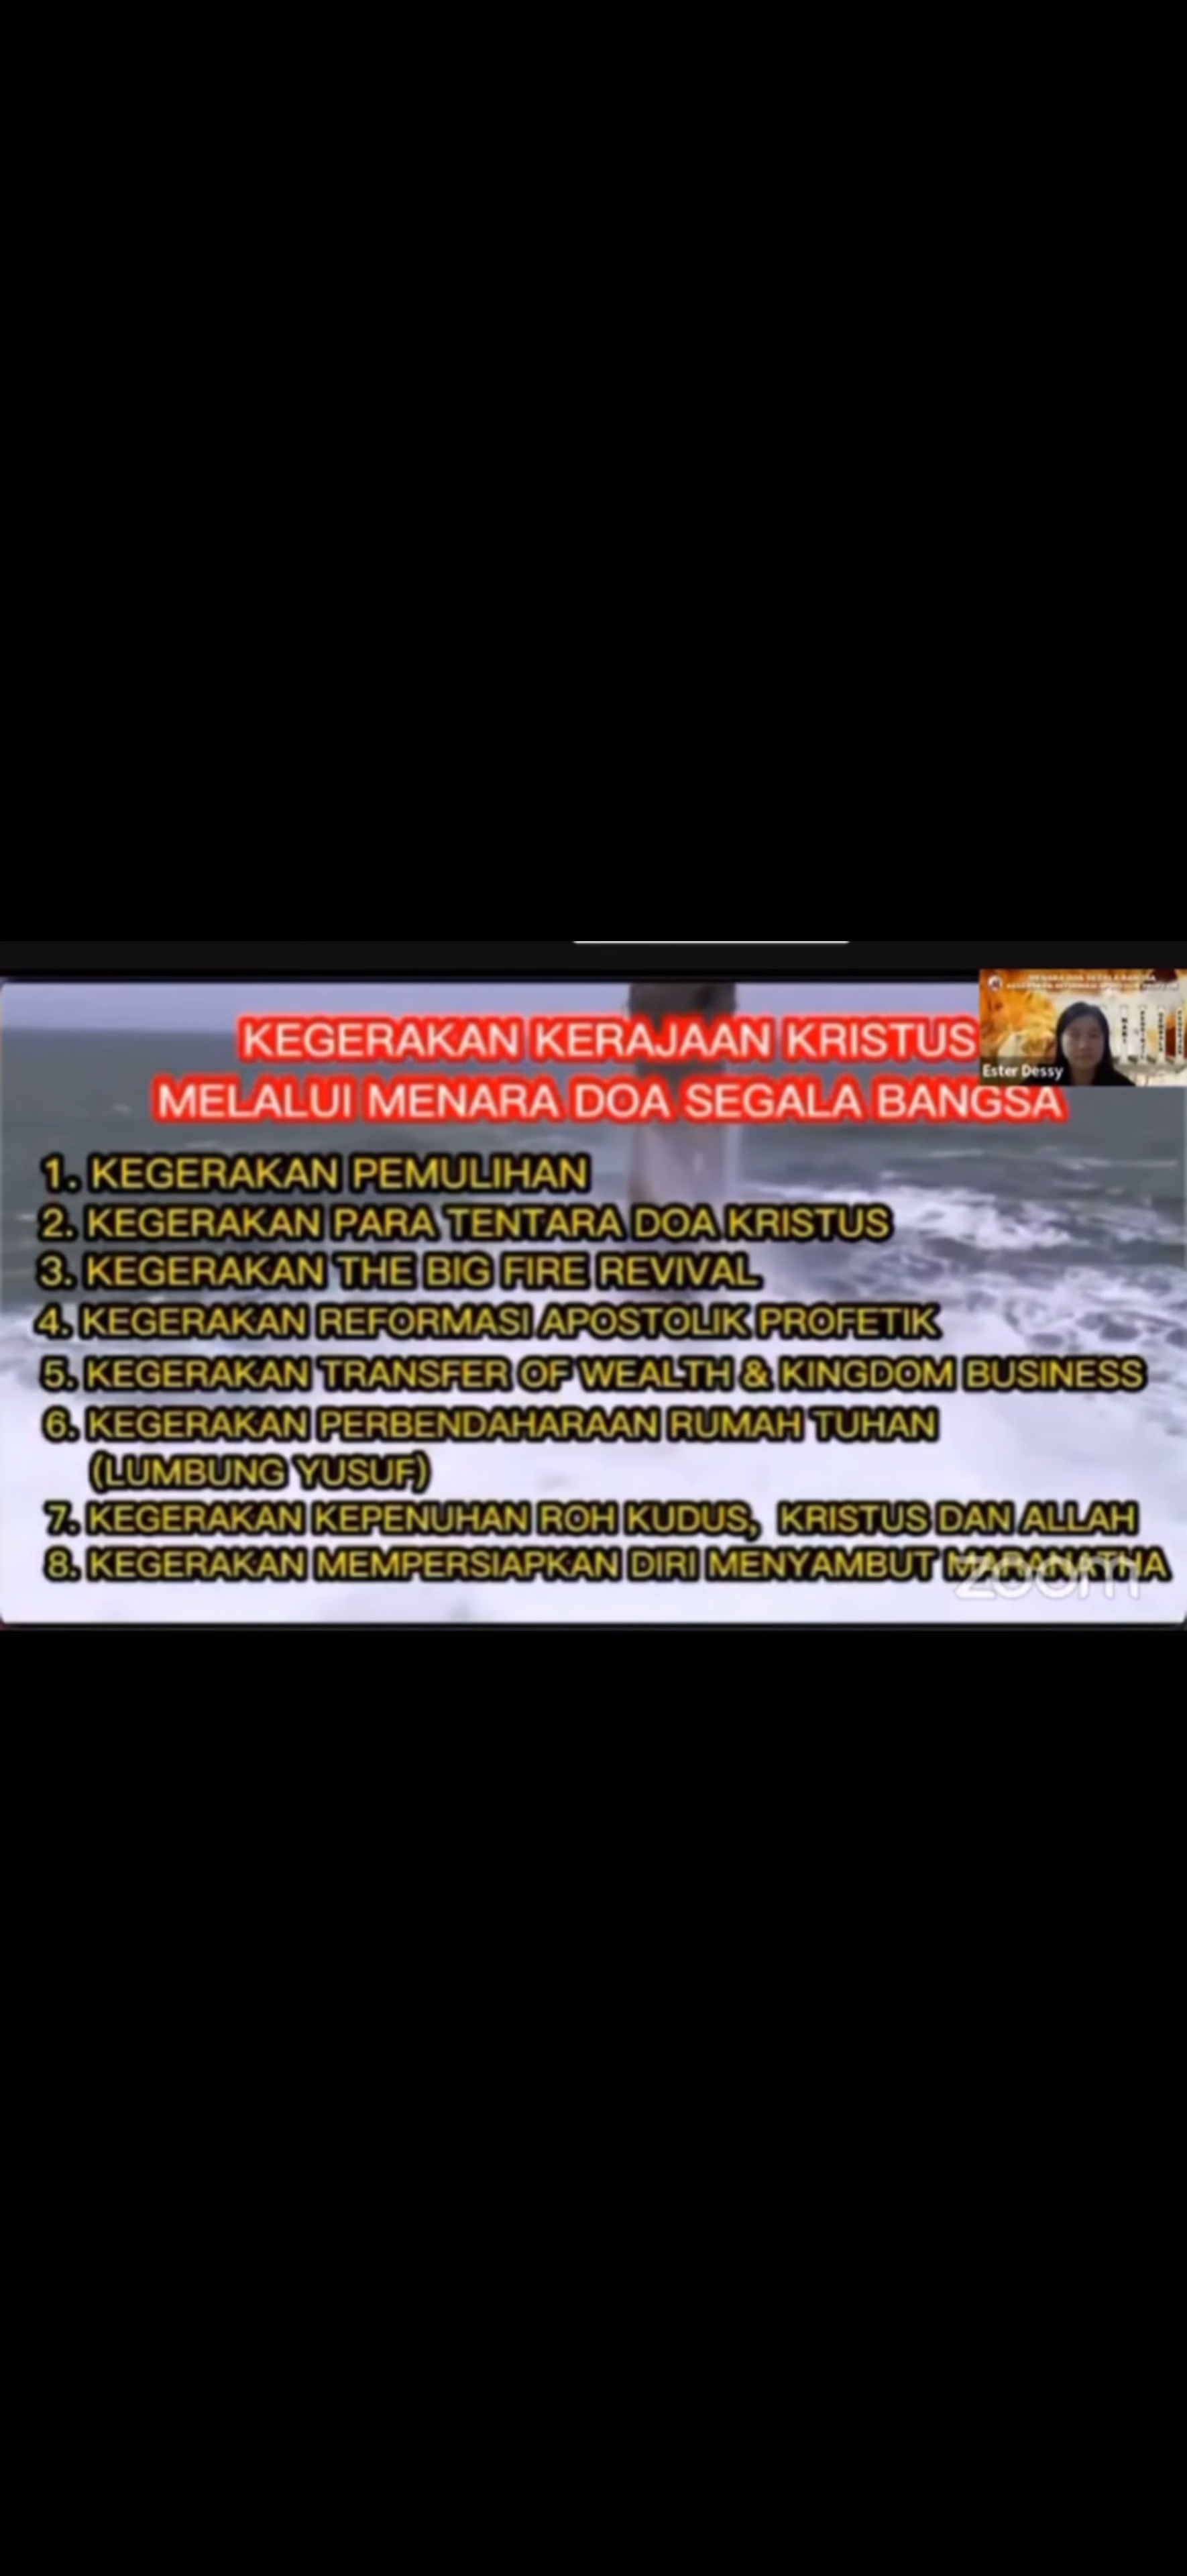 KEGERAKAN KERAJAAN KRISTUS
MELALUI MENARA DOA SEGALA BANGSA
Ester Dessy
1. KEGERAKAN PEMULIHAN
2. KEGERAKAN PARA TENTARA DOA KRISTUS
3. KEGERAKAN THE BIG FIRE REVIVAL
4. KEGERAKAN REFORMASI APOSTOLIK PROFETIK
5. KEGERAKAN TRANSFER OF WEALTH & KINGDOM BUSINESS
6. KEGERAKAN PERBENDAHARAAN RUMAH TUHAN
(LUMBUNG YUSUF)
7. KEGERAKAN KEPENUHAN ROH KUDUS, KRISTUS DAN ALLAH
8. KEGERAKAN MEMPERSIAPKAN DIRI MENYAMBUT MARANATHA
zoom